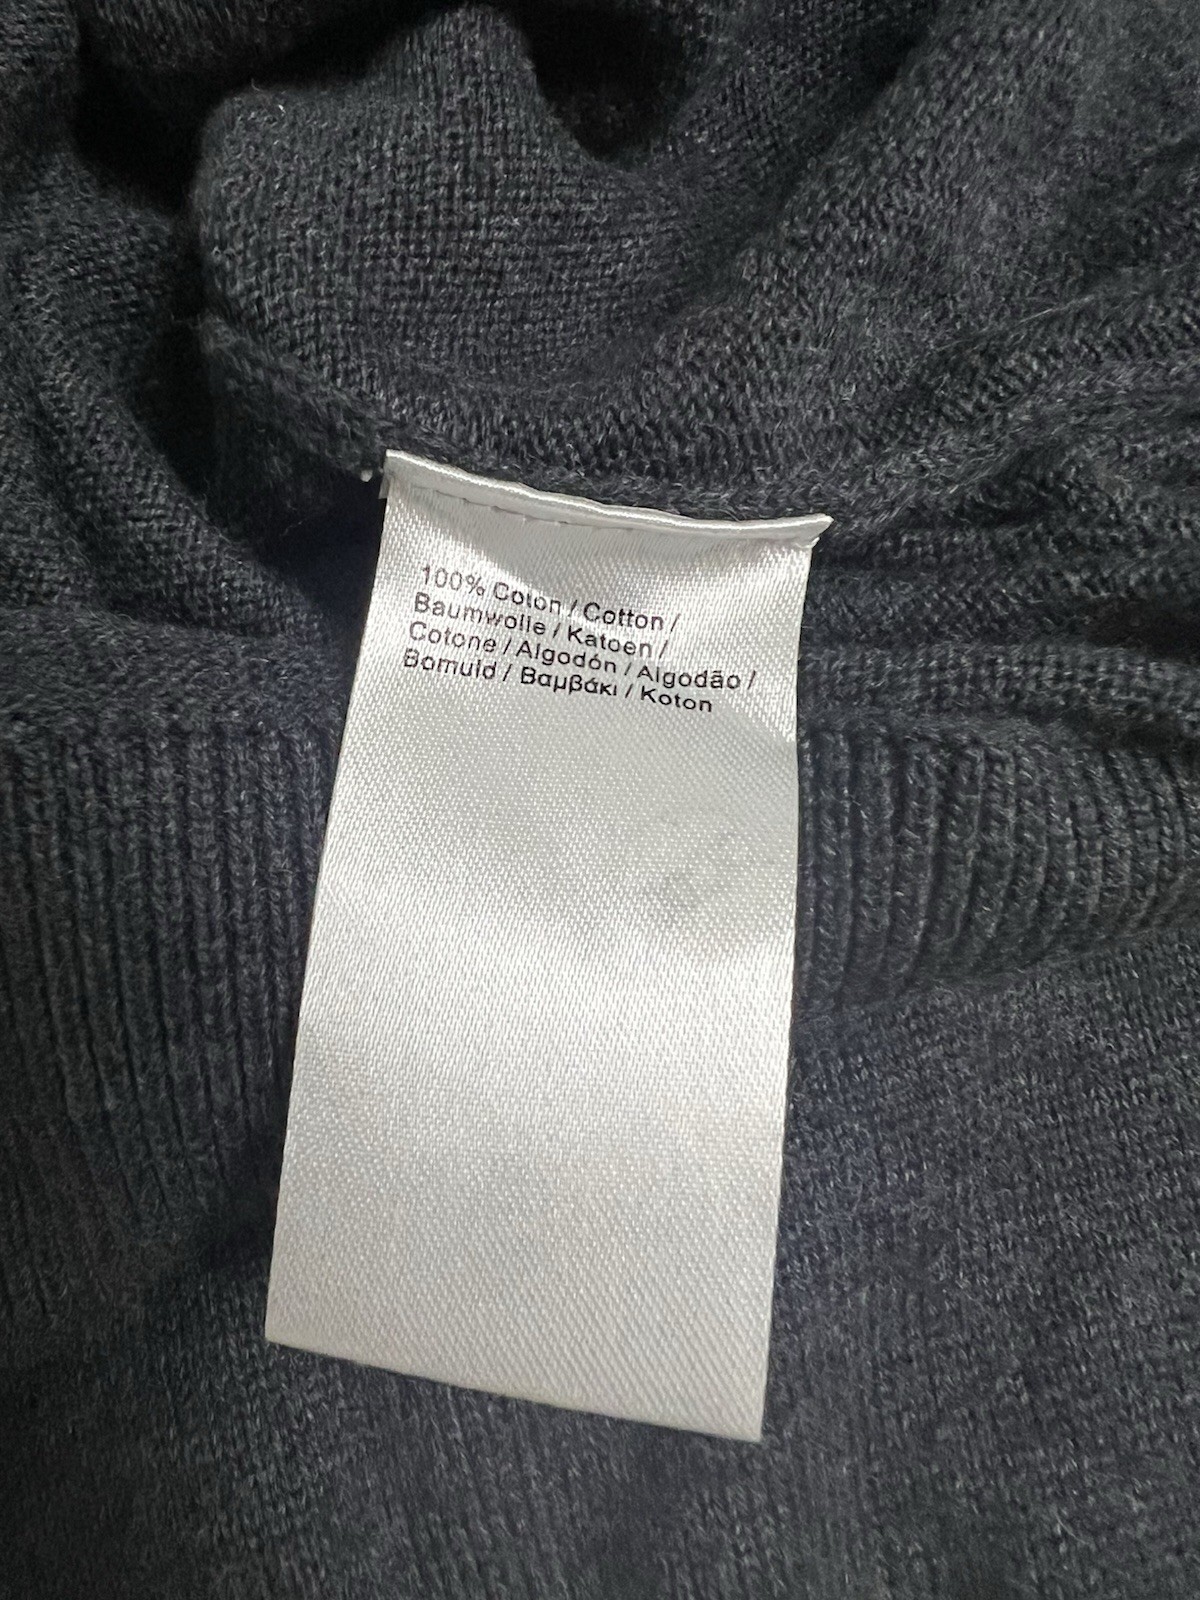 100% Coton / Cotton /
Baumwolle / Katoen /
Cotone / Algodón / Algodão /
Bomuld / Βαμβάκι / Koton